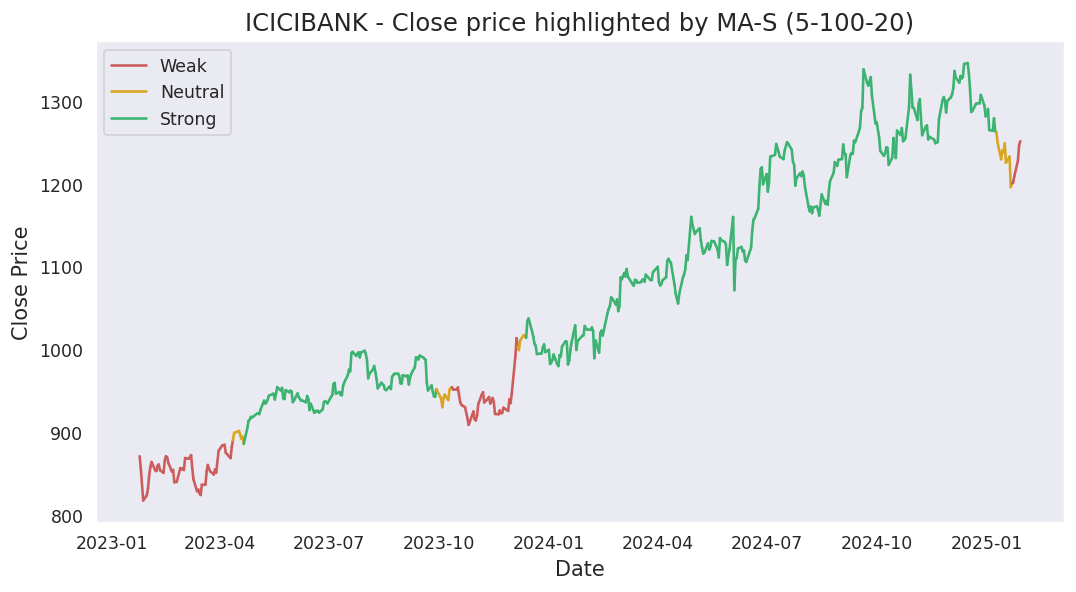 ICICIBANK - Close price highlighted by MA-S (5-100-20)
Weak
Neutral
Strong
Close Price
1300
1200
1100
1000
900
800
2023-01 2023-04 2023-07 2023-10 2024-01 2024-04 2024-07 2024-10 2025-01
Date